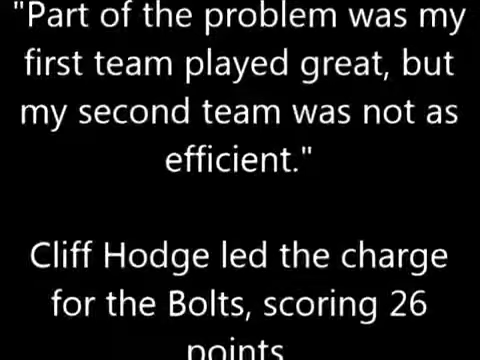 "Part of the problem was my
first team played great, but
my second team was not as
efficient."
Cliff Hodge led the charge
for the Bolts, scoring 26
points